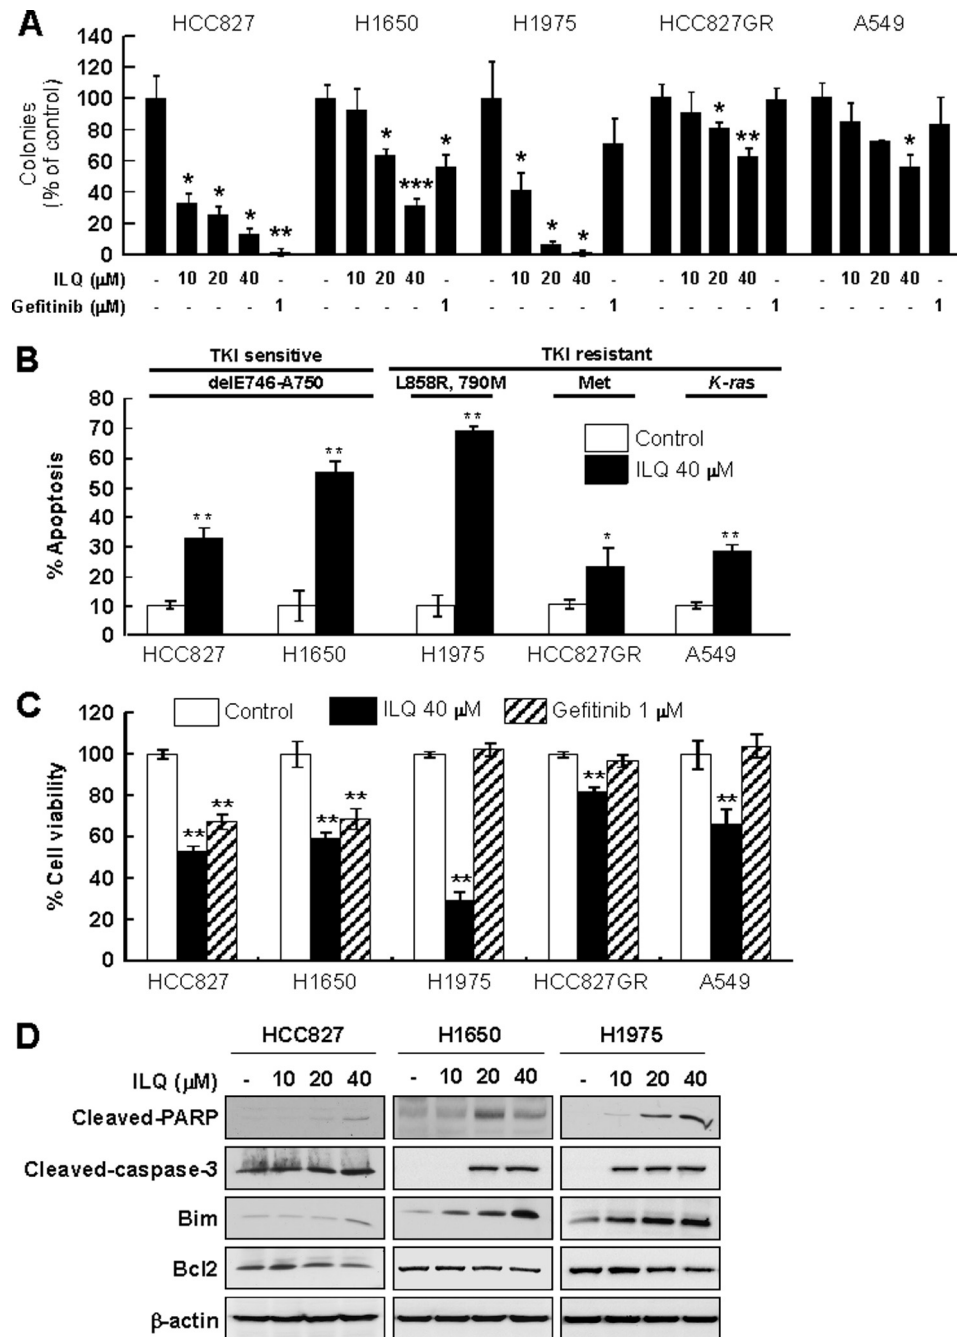 A
HCC827 H1650 H1975 HCC827GR A549
Colonies
(% of control)
140
120
100
80
60
40
20
0
* * * ** * *** * * * * * ** *
ILQ (μM) - 10 20 40 - - 10 20 40 - - 10 20 40 - - 10 20 40 - - 10 20 40 -
Gefitinib (μM) - - - - 1 - - - - 1 - - - - 1 - - - - 1 - - - - 1
B
TKI sensitive TKI resistant
delE746-A750 L858R, 790M Met K-ras
% Apoptosis
80
70
60
50
40
30
20
10
0
** ** ** * **
Control
ILQ 40 μM
HCC827 H1650 H1975 HCC827GR A549
C
Control ILQ 40 μM Gefitinib 1 μM
% Cell viability
120
100
80
60
40
20
0
** ** ** ** ** ** **
HCC827 H1650 H1975 HCC827GR A549
D
HCC827 H1650 H1975
ILQ (μM) - 10 20 40 - 10 20 40 - 10 20 40
Cleaved-PARP
Cleaved-caspase-3
Bim
Bcl2
β-actin